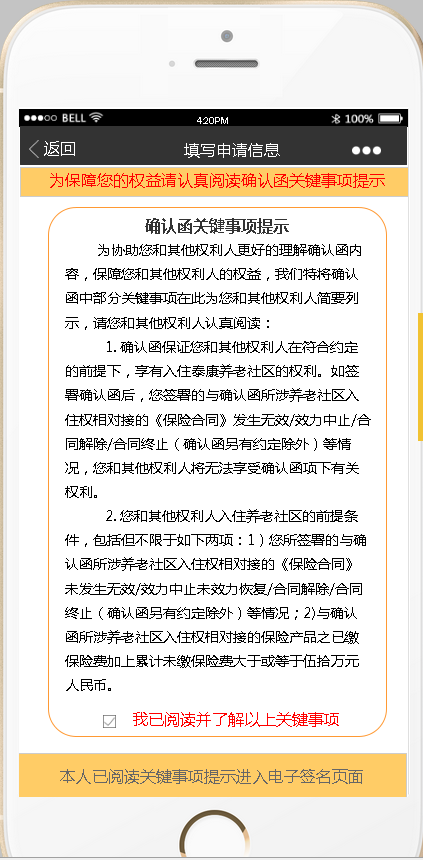 BELL 4:20PM 100%
返回 填写申请信息
为保障您的权益请认真阅读确认函关键事项提示
确认函关键事项提示
为协助您和其他权利人更好的理解确认函内
容，保障您和其他权利人的权益，我们特将确认
函中部分关键事项在此为您和其他权利人简要列
示，请您和其他权利人认真阅读：
1. 确认函保证您和其他权利人在符合约定
的前提下，享有入住泰康养老社区的权利。如签
署确认函后，您签署的与确认函所涉养老社区入
住权相对接的《保险合同》发生无效/效力中止/合
同解除/合同终止（确认函另有约定除外）等情
况，您和其他权利人将无法享受确认函项下有关
权利。
2. 您和其他权利人入住养老社区的前提条
件，包括但不限于如下两项：1）您所签署的与确
认函所涉养老社区入住权相对接的《保险合同》
未发生无效/效力中止未效力恢复/合同解除/合同
终止（确认函另有约定除外）等情况；2)与确认
函所涉养老社区入住权相对接的保险产品之已缴
保险费加上累计未缴保险费大于或等于伍拾万元
人民币。
我已阅读并了解以上关键事项
本人已阅读关键事项提示进入电子签名页面